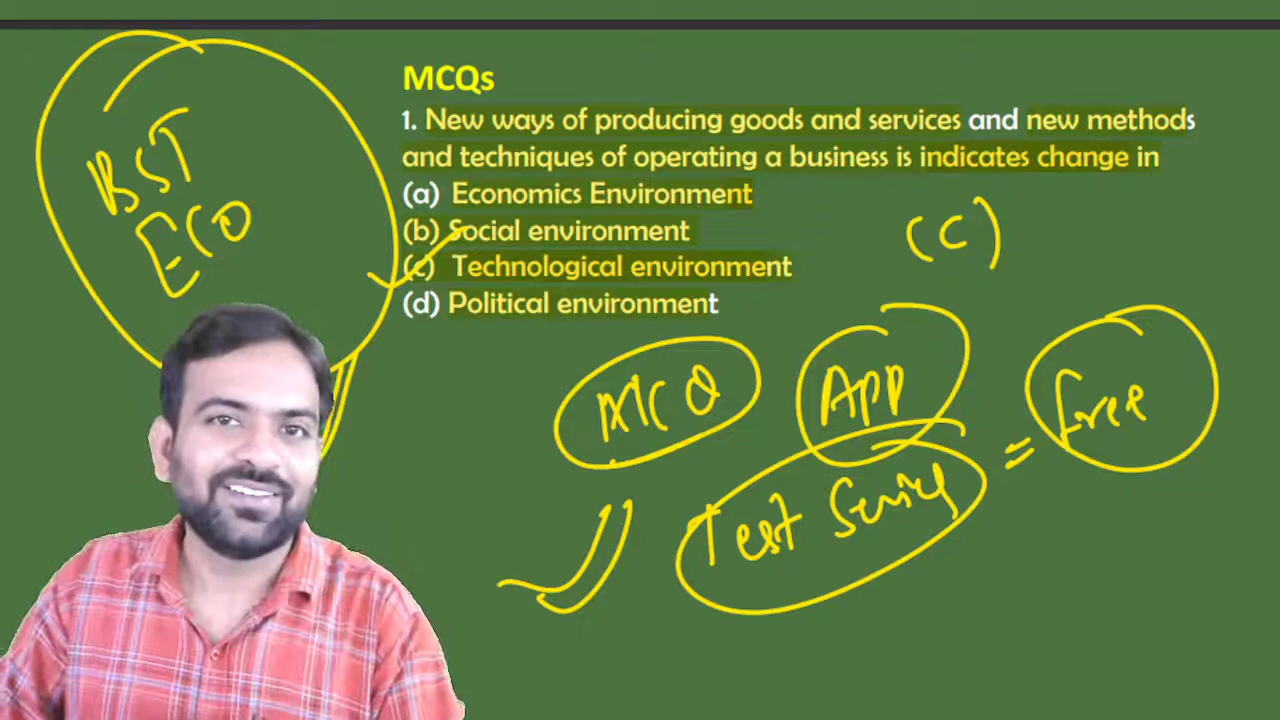 MCQs
1. New ways of producing goods and services and new methods
and techniques of operating a business is indicates change in
(a) Economics Environment
(b) Social environment
(c) Technological environment
(d) Political environment
BST
ECO
(C)
MCQ
App
= free
Test Series